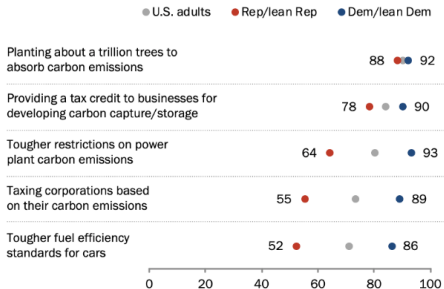 U.S. adults Rep/lean Rep Dem/lean Dem
Planting about a trillion trees to
absorb carbon emissions
88 92
Providing a tax credit to businesses for
developing carbon capture/storage
78 90
Tougher restrictions on power
plant carbon emissions
64 93
Taxing corporations based
on their carbon emissions
55 89
Tougher fuel efficiency
standards for cars
52 86
0 20 40 60 80 100